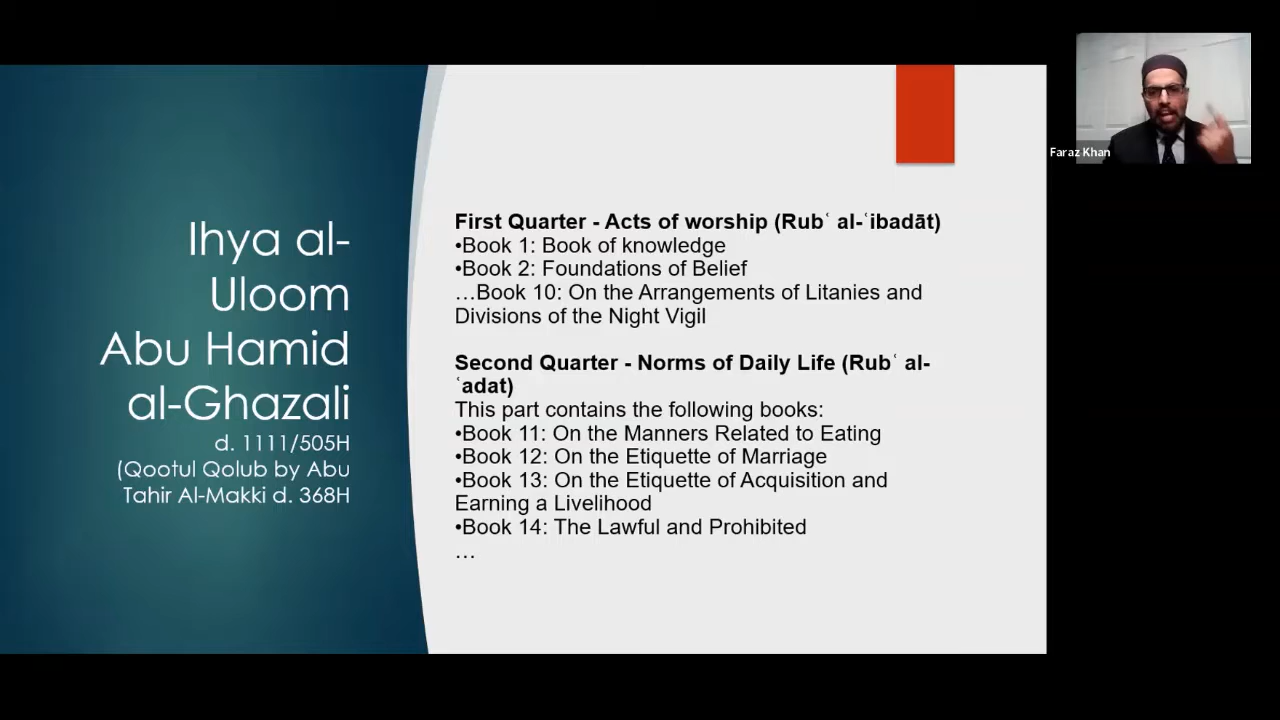 Ihya al-
Uloom
Abu Hamid
al-Ghazali
d. 1111/505H
(Qootul Qolub by Abu
Tahir Al-Makki d. 368H
First Quarter - Acts of worship (Rubʿ al-ʿibadāt)
•Book 1: Book of knowledge
•Book 2: Foundations of Belief
…Book 10: On the Arrangements of Litanies and
Divisions of the Night Vigil
Second Quarter - Norms of Daily Life (Rubʿ al-
ʿadat)
This part contains the following books:
•Book 11: On the Manners Related to Eating
•Book 12: On the Etiquette of Marriage
•Book 13: On the Etiquette of Acquisition and
Earning a Livelihood
•Book 14: The Lawful and Prohibited
…
Faraz Khan